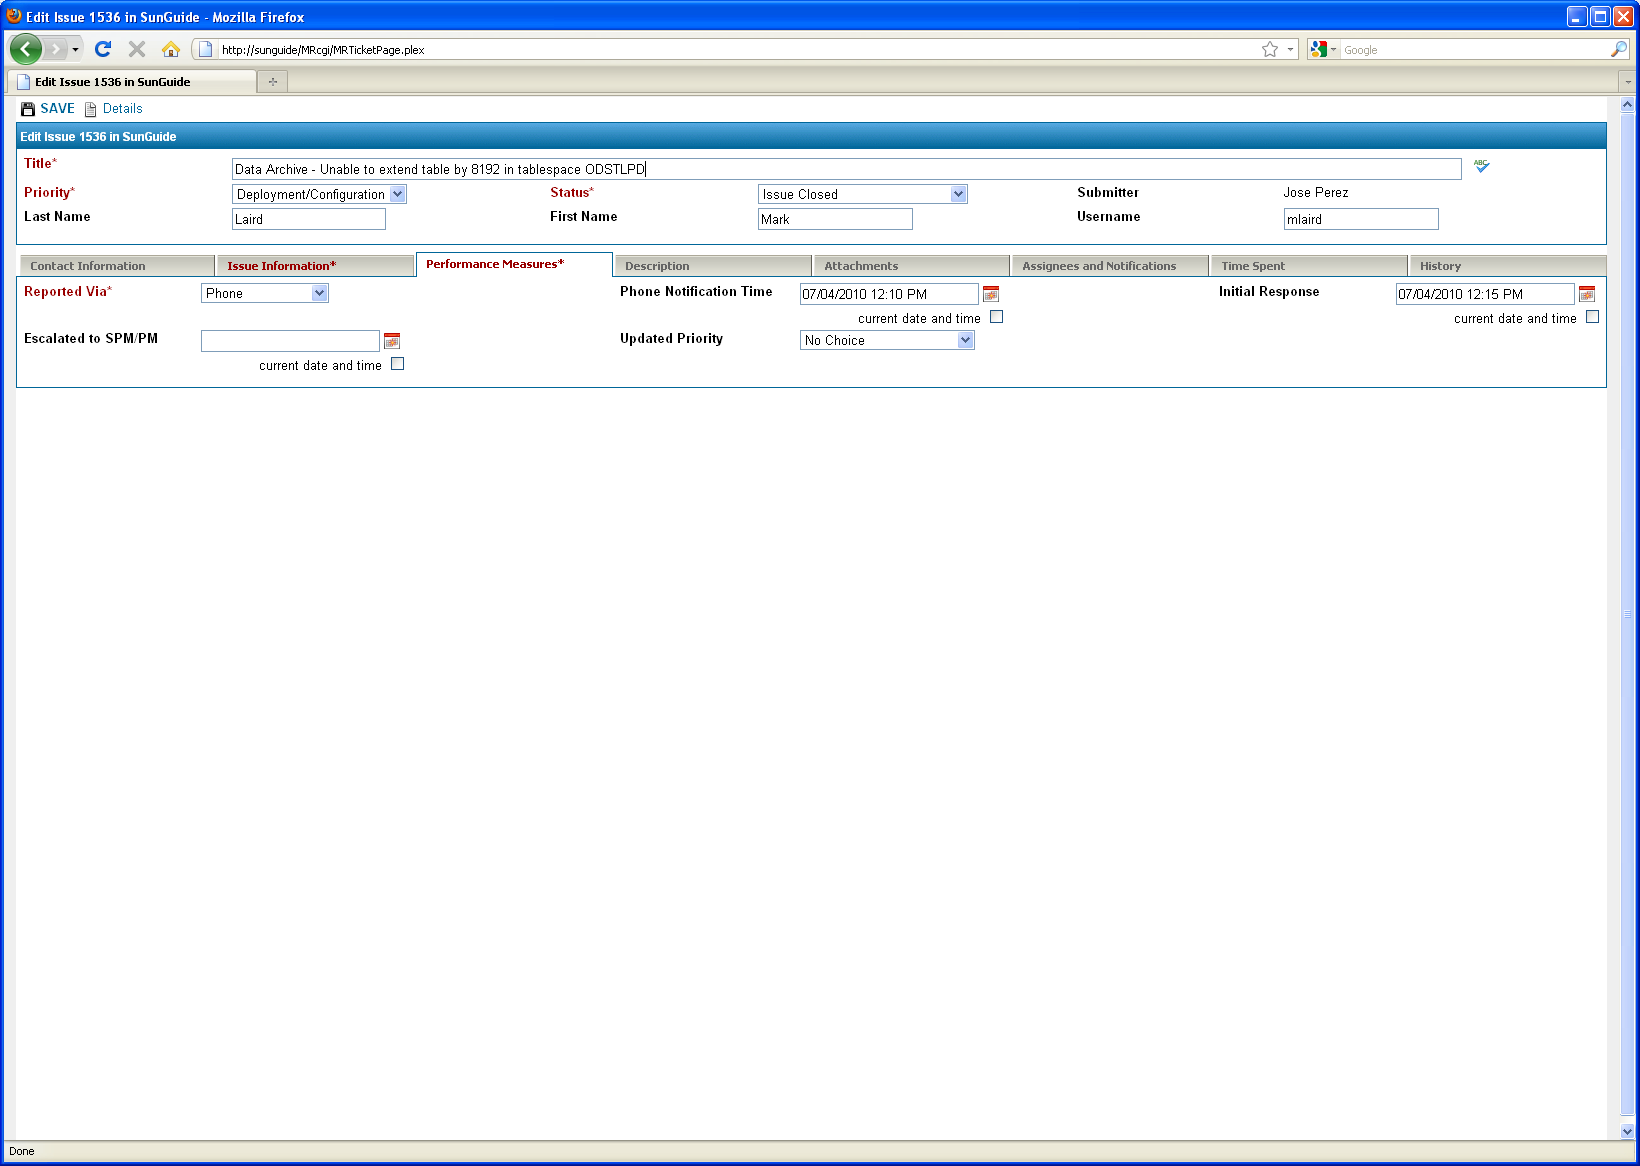 Edit Issue 1536 in SunGuide - Mozilla Firefox
http://sunguide/MRcgi/MRTicketPage.plex
Google
Edit Issue 1536 in SunGuide
SAVE Details
Edit Issue 1536 in SunGuide
Title* Data Archive - Unable to extend table by 8192 in tablespace ODSTLPD ABC
Priority* Deployment/Configuration Status* Issue Closed Submitter Jose Perez
Last Name Laird First Name Mark Username mlaird
Contact Information Issue Information* Performance Measures* Description Attachments Assignees and Notifications Time Spent History
Reported Via* Phone Phone Notification Time 07/04/2010 12:10 PM Initial Response 07/04/2010 12:15 PM
current date and time current date and time
Escalated to SPM/PM Updated Priority No Choice
current date and time
Done